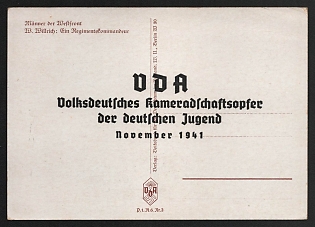 Männer der Westfront
W. Willrich: Ein Regimentskommandeur
VDA
Volksdeutsches Kameradschaftsopfer
der deutschen Jugend
November 1941
VDA